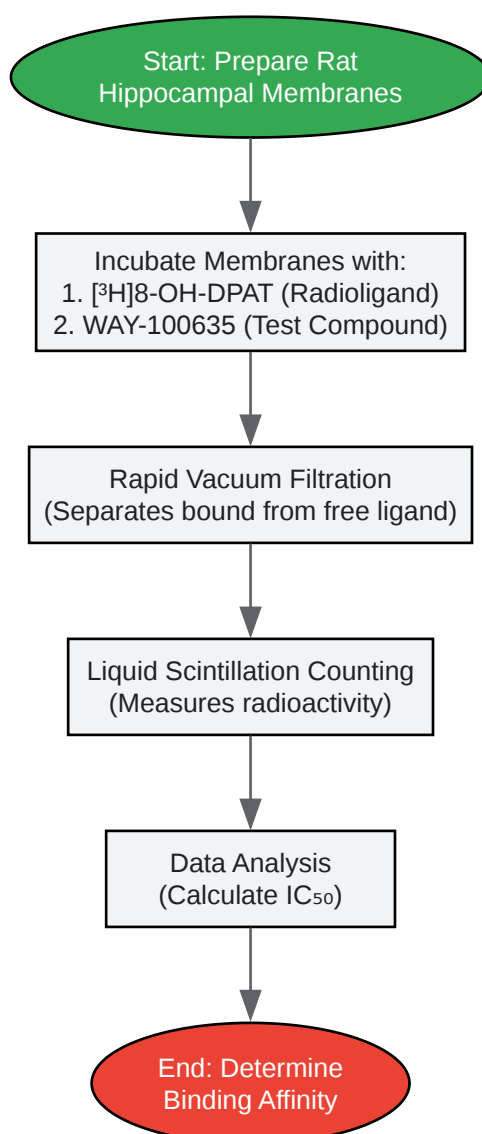 Start: Prepare Rat
Hippocampal Membranes
Incubate Membranes with:
1. [³H]8-OH-DPAT (Radioligand)
2. WAY-100635 (Test Compound)
Rapid Vacuum Filtration
(Separates bound from free ligand)
Liquid Scintillation Counting
(Measures radioactivity)
Data Analysis
(Calculate IC₅₀)
End: Determine
Binding Affinity